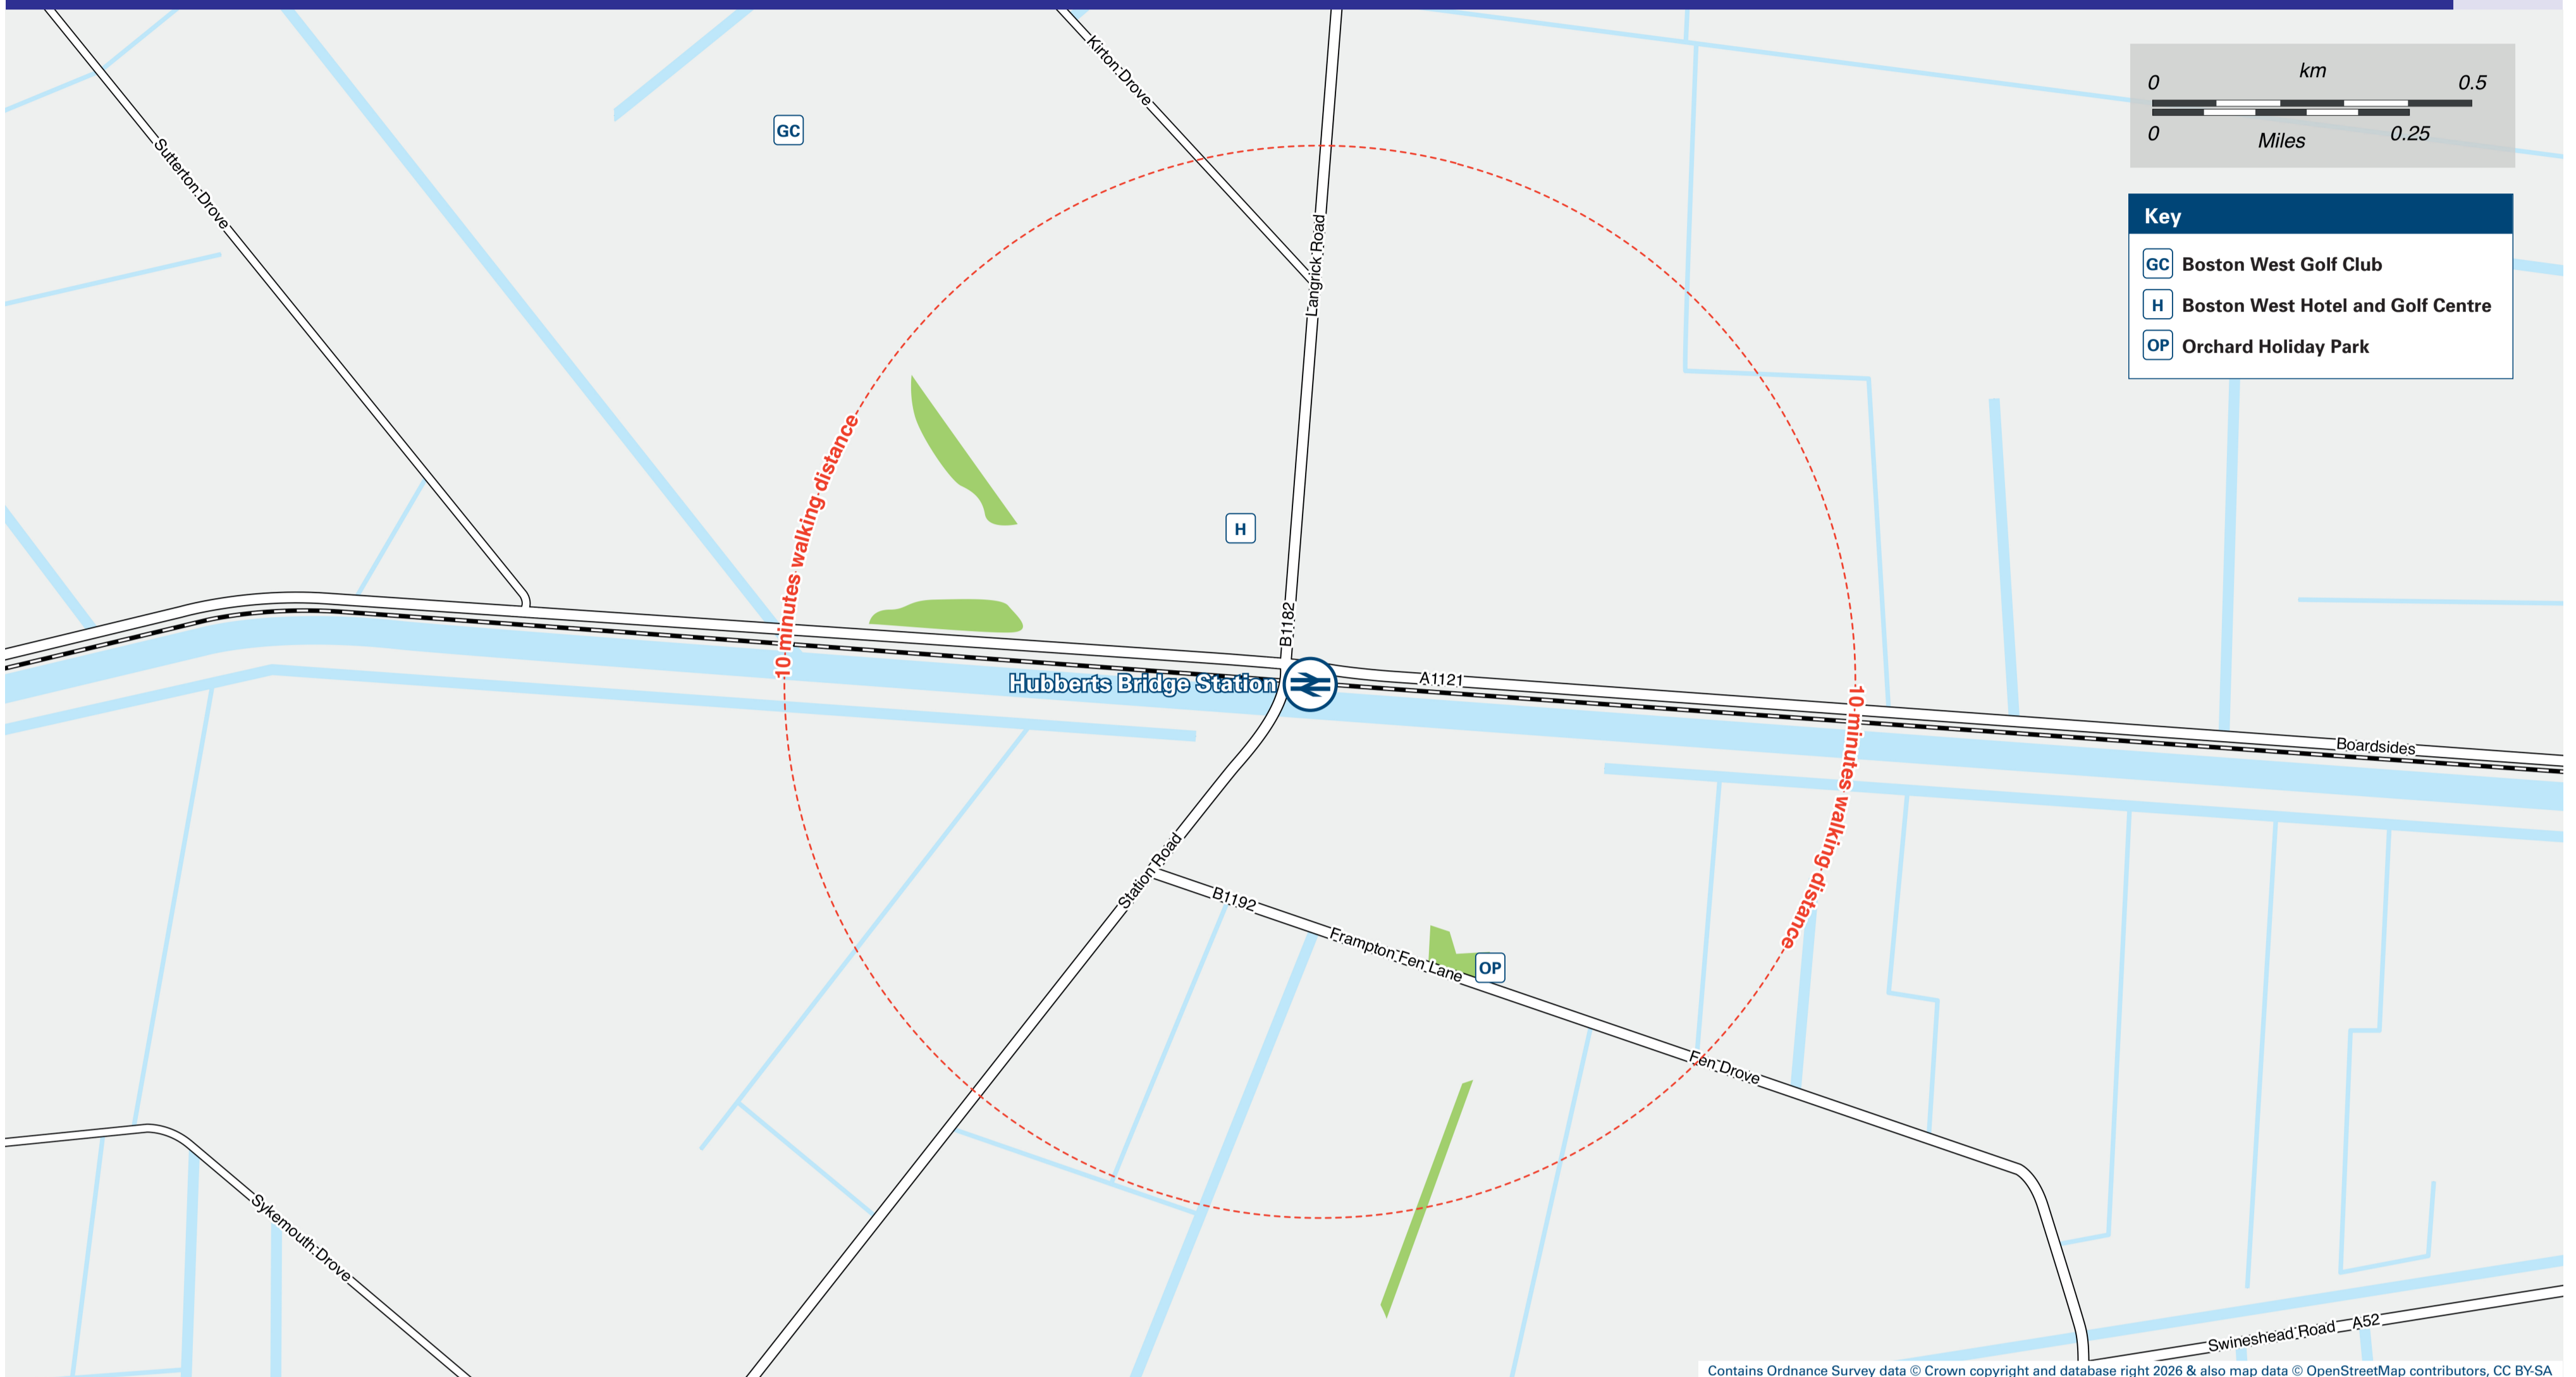 Kirton Drove
km
0 0.5
0 0.25
Miles
Key
GC Boston West Golf Club
H Boston West Hotel and Golf Centre
OP Orchard Holiday Park
GC
Sutterton Drove
Langrick Road
10 minutes walking distance
H
B1182
Hubberts Bridge Station
A1121
10 minutes walking distance
Boardsides
Station Road
B1192
Frampton Fen Lane
OP
Fen Drove
Sykemouth Drove
Swineshead Road A52
Contains Ordnance Survey data © Crown copyright and database right 2026 & also map data © OpenStreetMap contributors, CC BY-SA